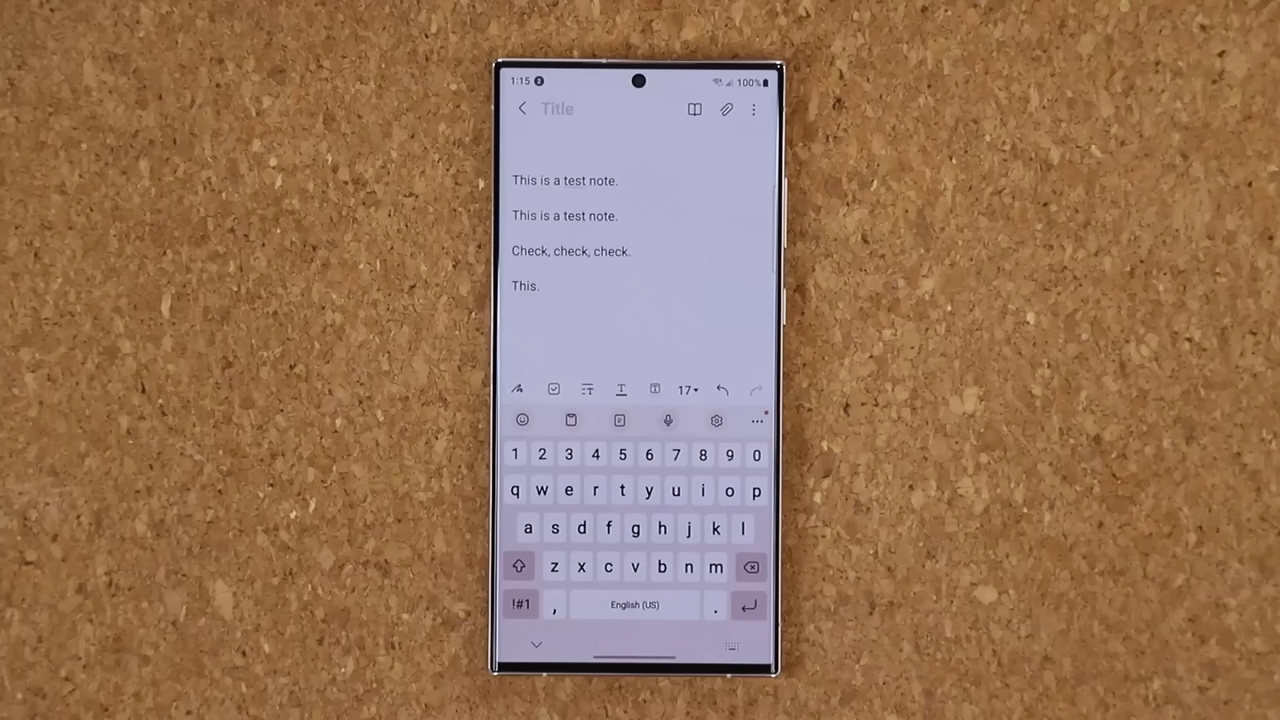 1:15 2 100%
Title
This is a test note.
This is a test note.
Check, check, check.
This.
17
1 2 3 4 5 6 7 8 9 0
q w e r t y u i o p
a s d f g h j k l
z x c v b n m
!#1 , English (US) .